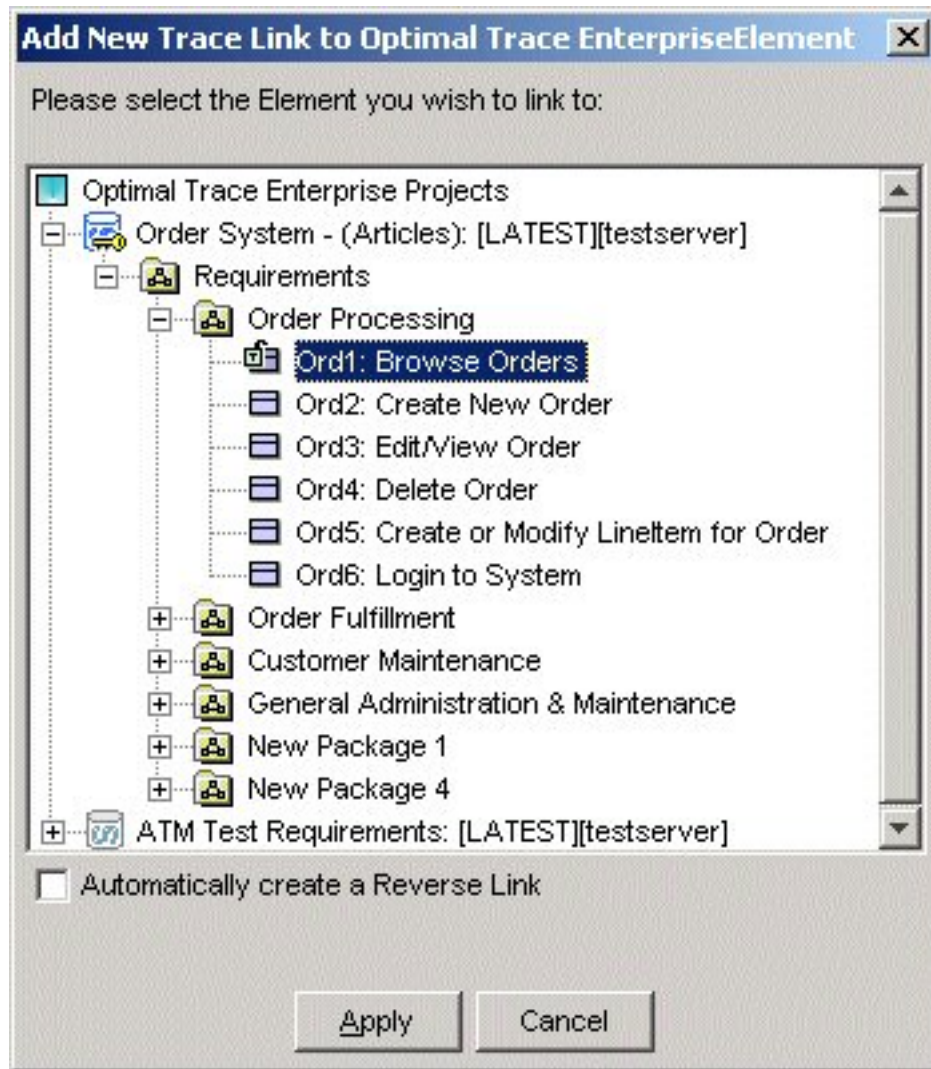 Add New Trace Link to Optimal Trace EnterpriseElement
Please select the Element you wish to link to:
Optimal Trace Enterprise Projects
Order System - (Articles): [LATEST][testserver]
Requirements
Order Processing
Ord1: Browse Orders
Ord2: Create New Order
Ord3: Edit/View Order
Ord4: Delete Order
Ord5: Create or Modify LineItem for Order
Ord6: Login to System
Order Fulfillment
Customer Maintenance
General Administration & Maintenance
New Package 1
New Package 4
ATM Test Requirements: [LATEST][testserver]
Automatically create a Reverse Link
Apply Cancel